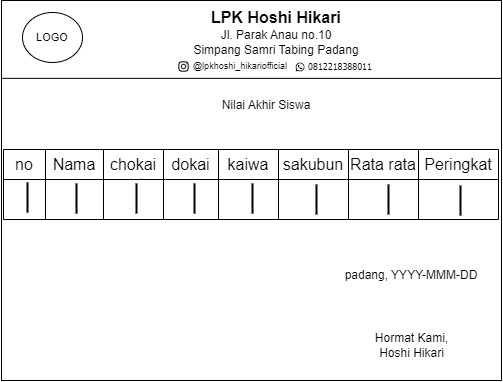 LOGO
LPK Hoshi Hikari
Jl. Parak Anau no.10
Simpang Samri Tabing Padang
@lpkhoshi_hikariofficial 0812218388011
Nilai Akhir Siswa
no Nama chokai dokai kaiwa sakubun Rata rata Peringkat
padang, YYYY-MMM-DD
Hormat Kami,
Hoshi Hikari